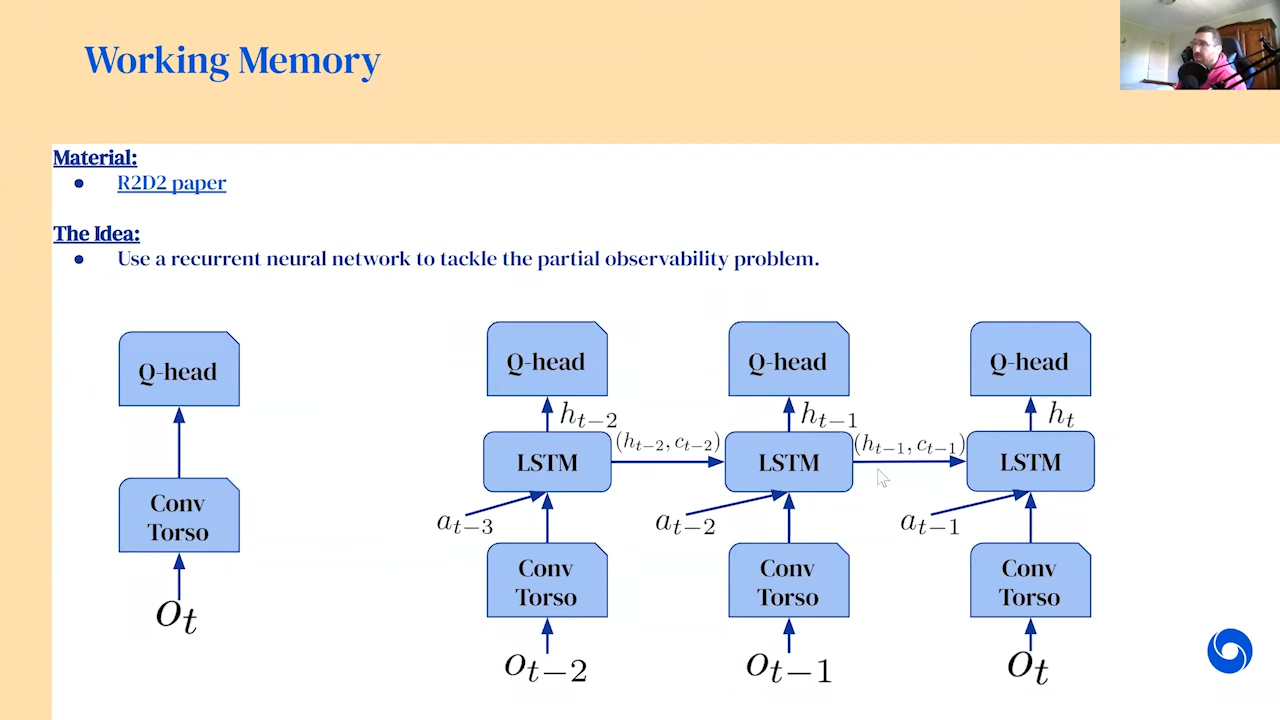 Working Memory
Material:
● R2D2 paper
The Idea:
● Use a recurrent neural network to tackle the partial observability problem.
Q-head
Conv
Torso
o_t
Q-head Q-head Q-head
h_{t-2} h_{t-1} h_t
(h_{t-2}, c_{t-2}) (h_{t-1}, c_{t-1})
LSTM LSTM LSTM
a_{t-3} a_{t-2} a_{t-1}
Conv Conv Conv
Torso Torso Torso
o_{t-2} o_{t-1} o_t